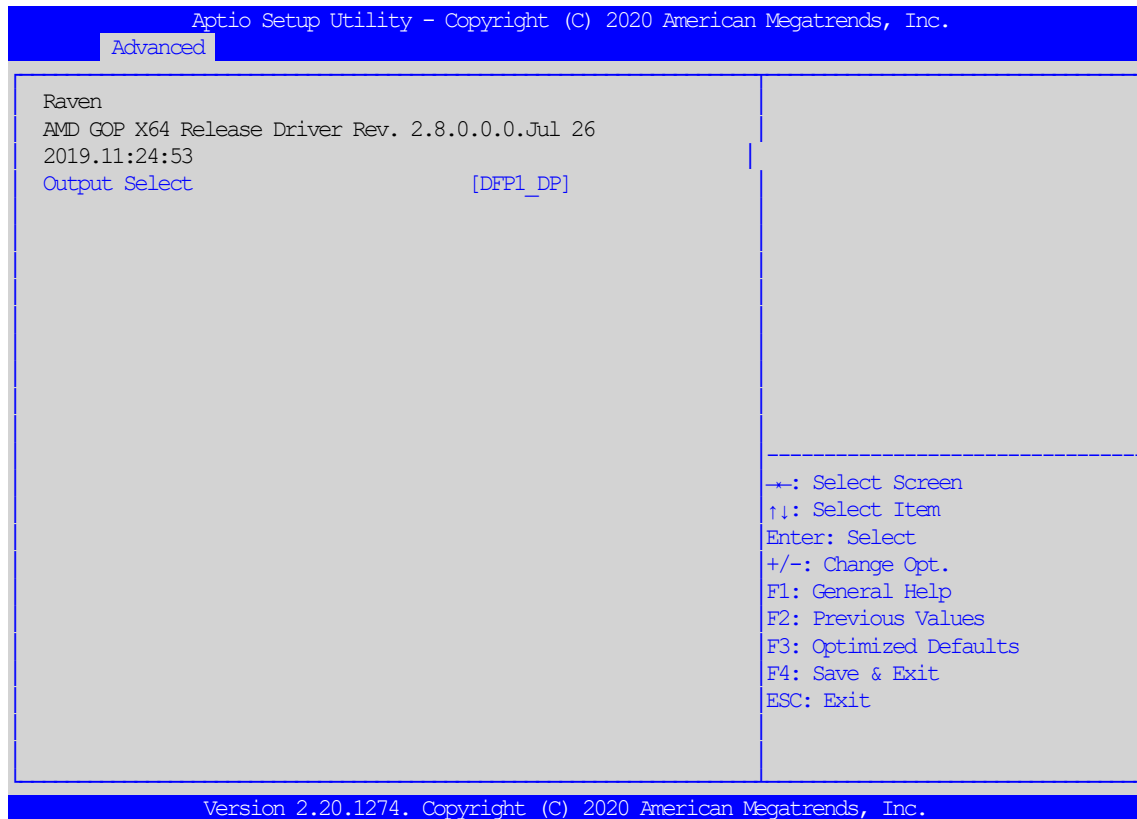 Aptio Setup Utility - Copyright (C) 2020 American Megatrends, Inc.
Advanced
Raven
AMD GOP X64 Release Driver Rev. 2.8.0.0.0.Jul 26
2019.11:24:53
Output Select [DFP1_DP]
→←: Select Screen
↑↓: Select Item
Enter: Select
+/-: Change Opt.
F1: General Help
F2: Previous Values
F3: Optimized Defaults
F4: Save & Exit
ESC: Exit
Version 2.20.1274. Copyright (C) 2020 American Megatrends, Inc.